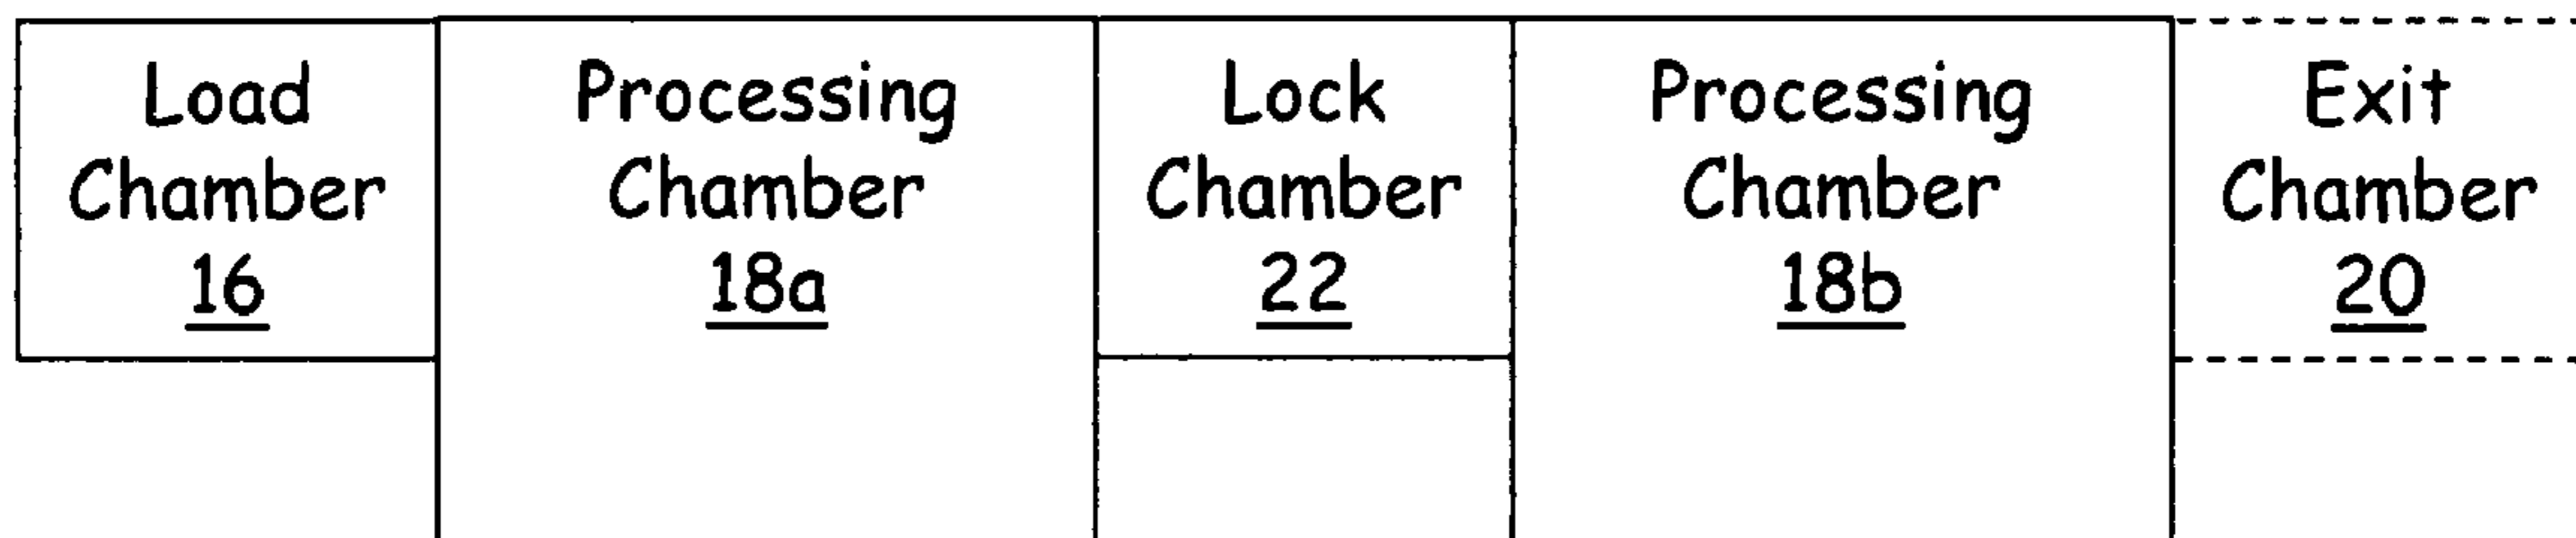 Load
Chamber
16
Processing
Chamber
18a
Lock
Chamber
22
Processing
Chamber
18b
Exit
Chamber
20